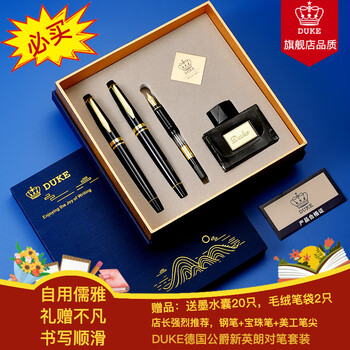 必买
DUKE
旗舰店品质
Duke
DUKE
Enjoying the Joy of Writing
DUKE
产品合格证
自用儒雅
礼赠不凡
书写顺滑
赠品：送墨水囊20只，毛绒笔袋2只
店长强烈推荐，钢笔+宝珠笔+美工笔尖
DUKE德国公爵新英朗对笔套装